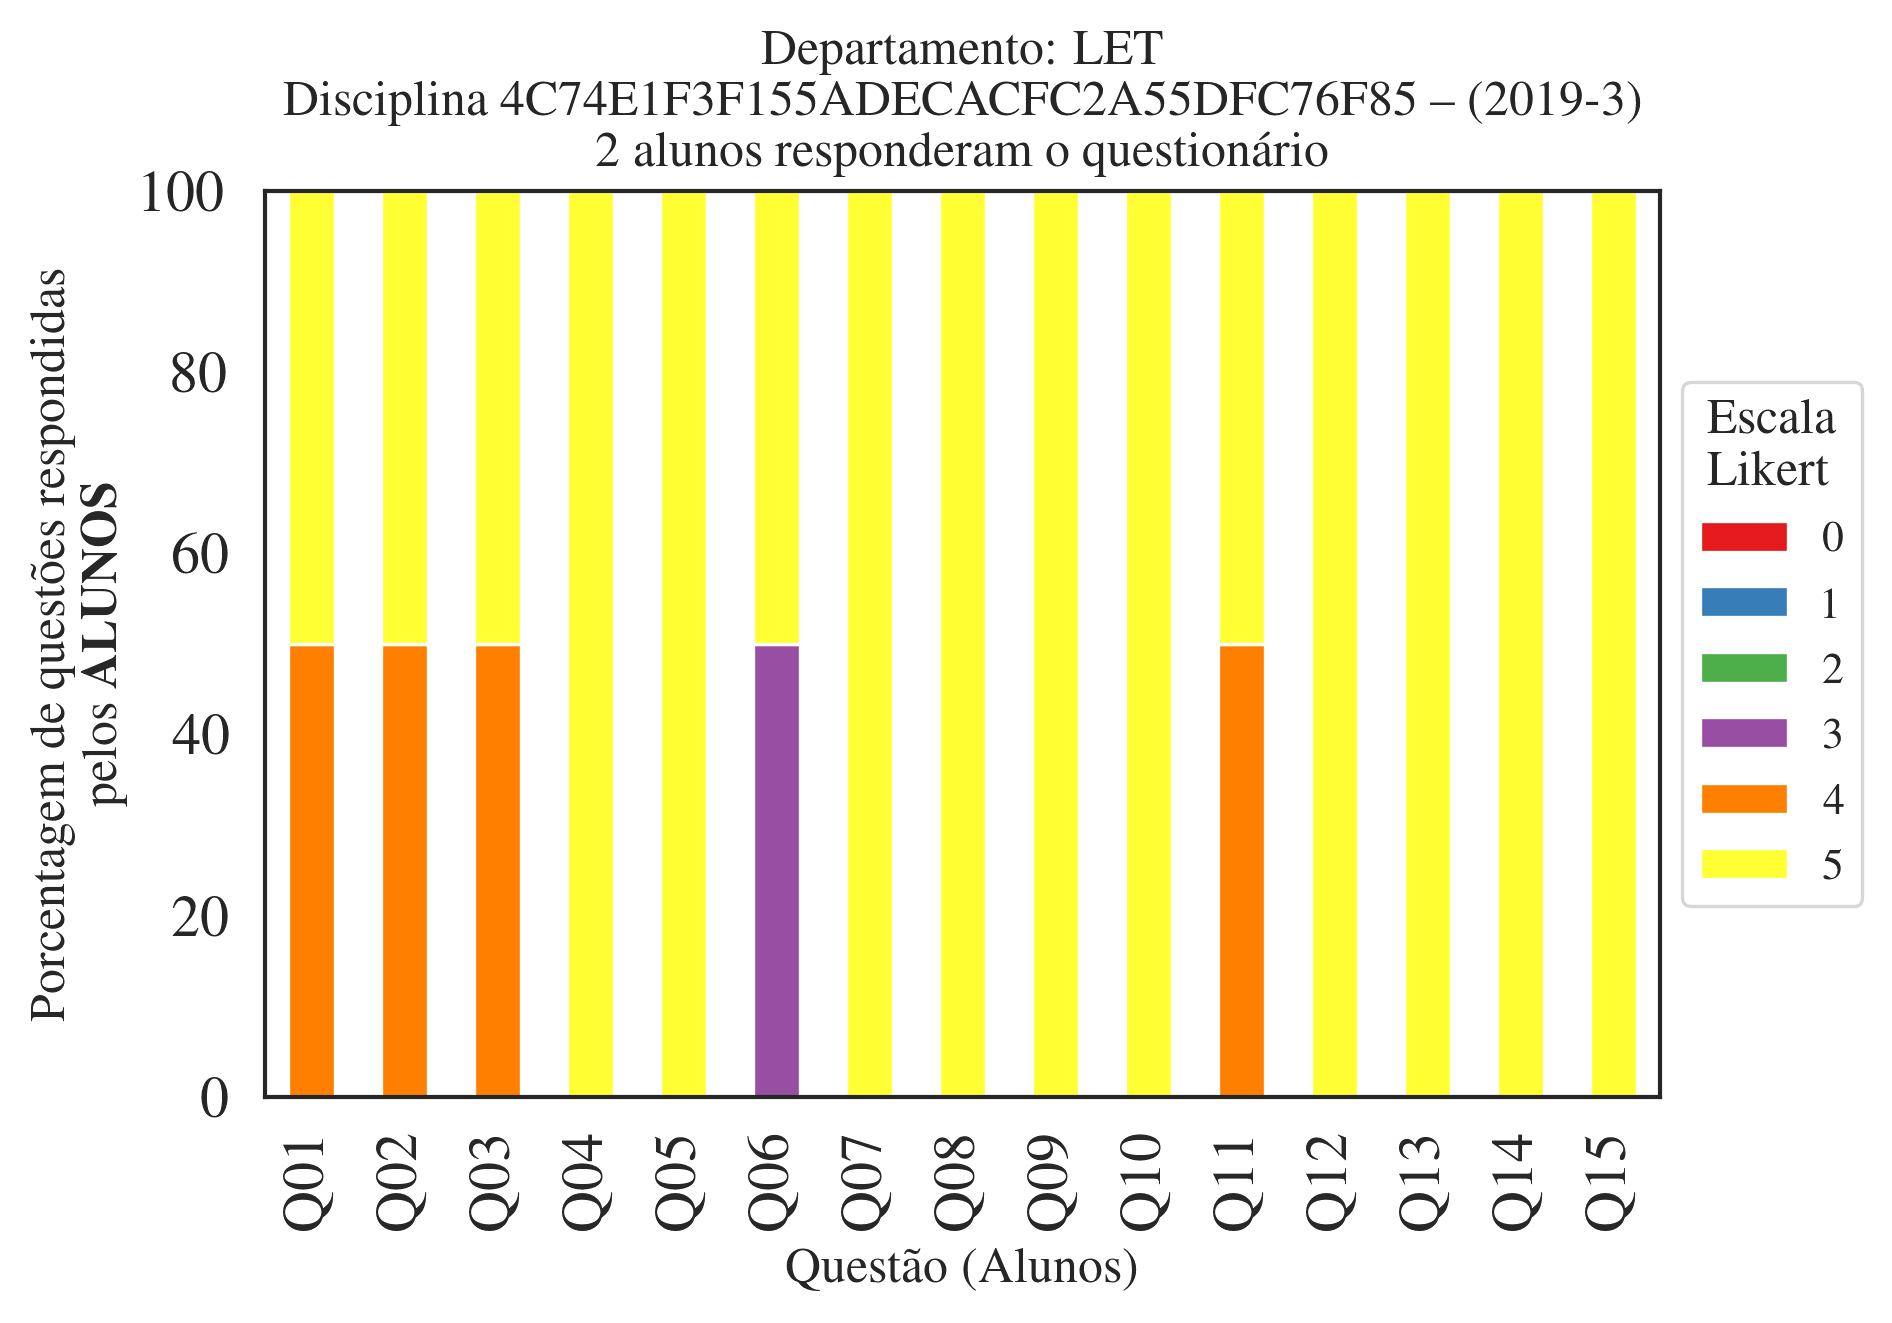 Departamento: LET
Disciplina 4C74E1F3F155ADECACFC2A55DFC76F85 – (2019-3)
2 alunos responderam o questionário
Porcentagem de questões respondidas
pelos ALUNOS
100
80
60
40
20
0
Q01
Q02
Q03
Q04
Q05
Q06
Q07
Q08
Q09
Q10
Q11
Q12
Q13
Q14
Q15
Questão (Alunos)
Escala
Likert
0
1
2
3
4
5